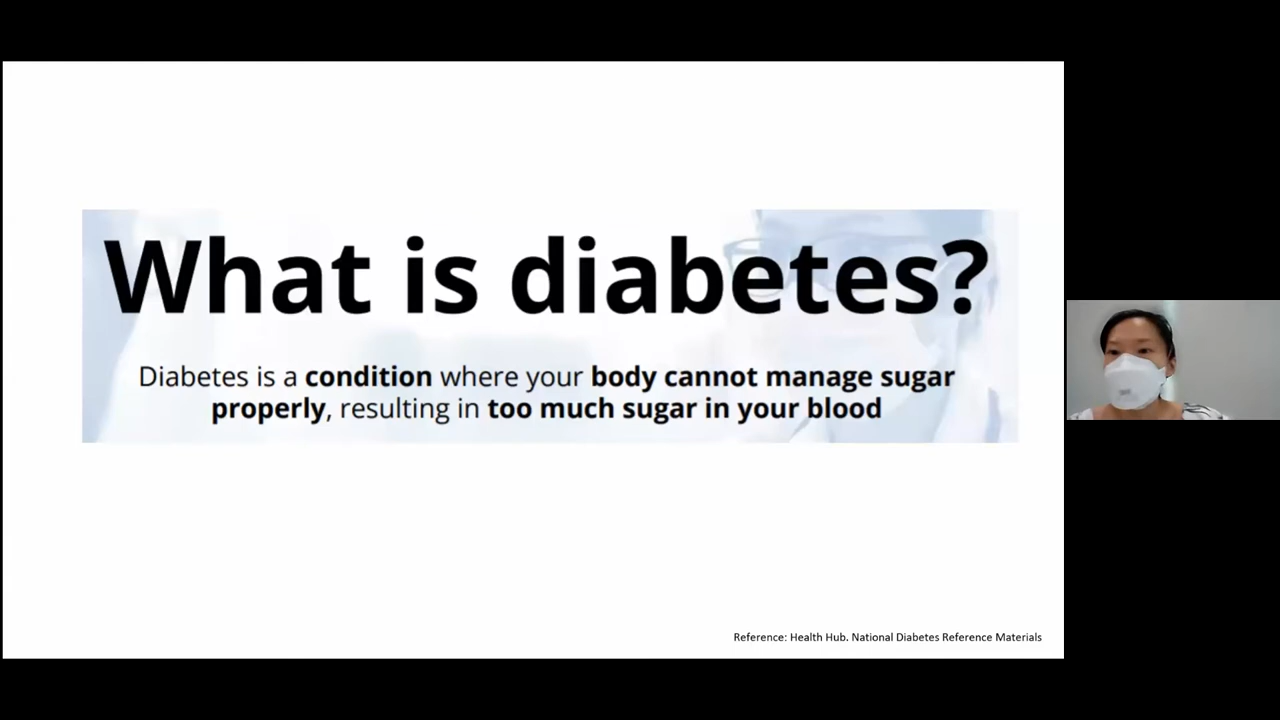 What is diabetes?
Diabetes is a condition where your body cannot manage sugar
properly, resulting in too much sugar in your blood
Reference: Health Hub. National Diabetes Reference Materials